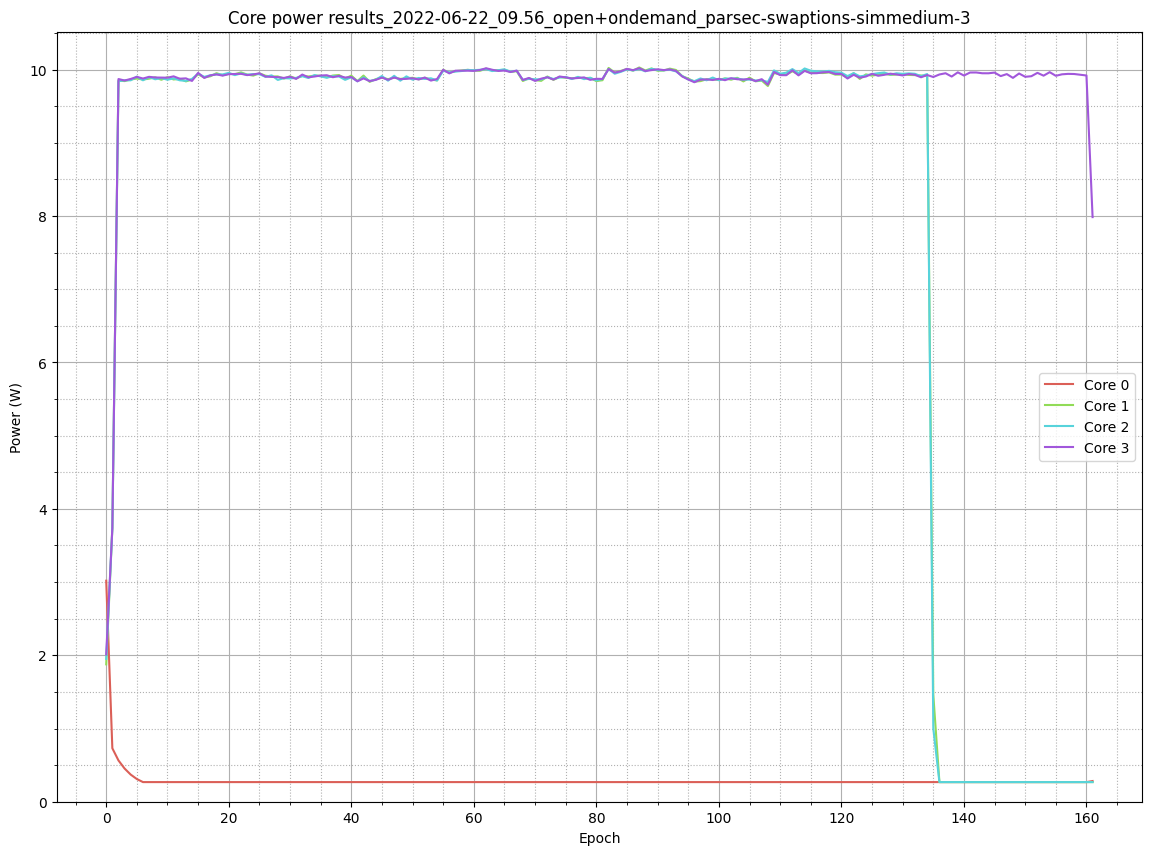 Core power results_2022-06-22_09.56_open+ondemand_parsec-swaptions-simmedium-3
10
8
6
4
2
0
Power (W)
Core 0
Core 1
Core 2
Core 3
0 20 40 60 80 100 120 140 160
Epoch